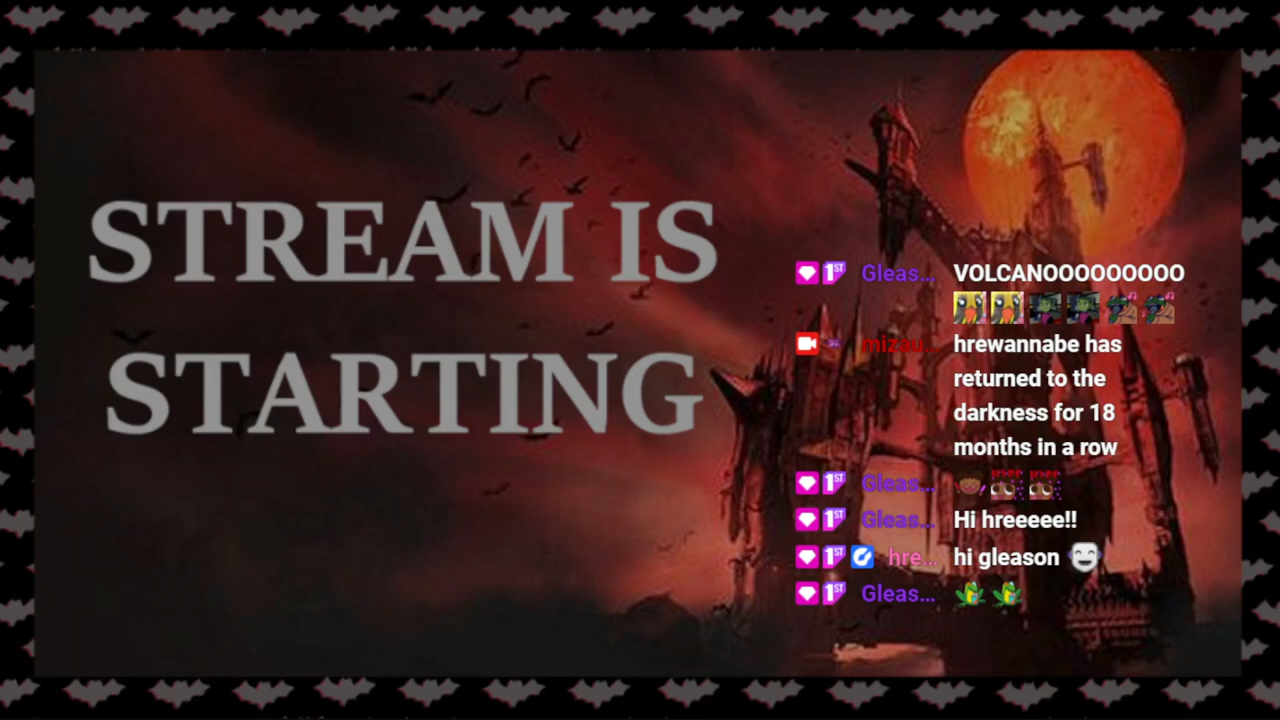 STREAM IS
STARTING
Gleas... VOLCANOOOOOOOOO
mizau... hrewannabe has
returned to the
darkness for 18
months in a row
Gleas...
Gleas... Hi hreeeee!!
hre... hi gleason
Gleas...